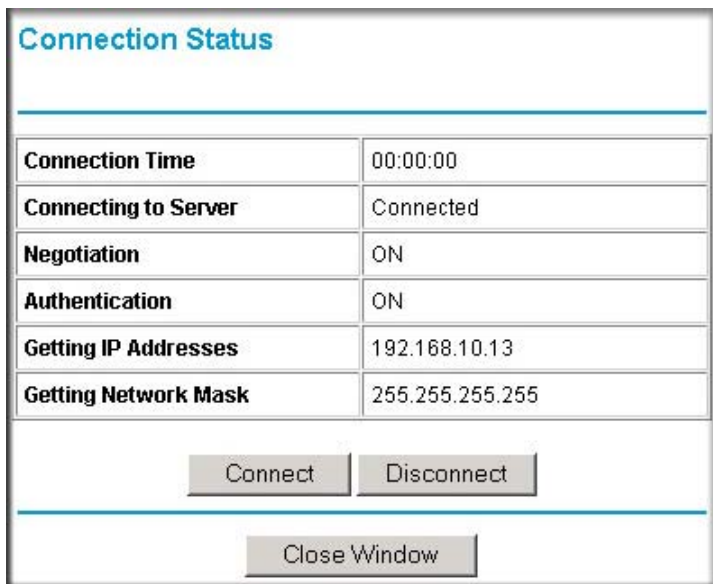 Connection Status
Connection Time 00:00:00
Connecting to Server Connected
Negotiation ON
Authentication ON
Getting IP Addresses 192.168.10.13
Getting Network Mask 255.255.255.255
Connect Disconnect
Close Window